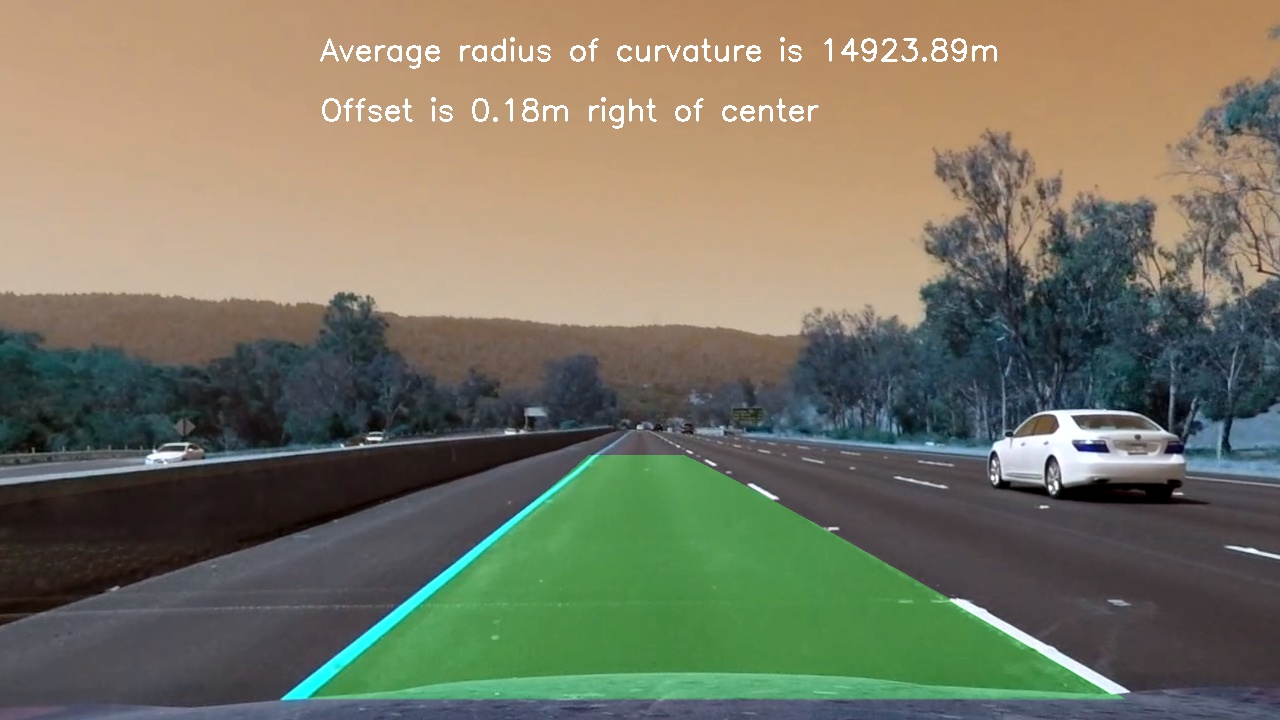 Average radius of curvature is 14923.89m
Offset is 0.18m right of center